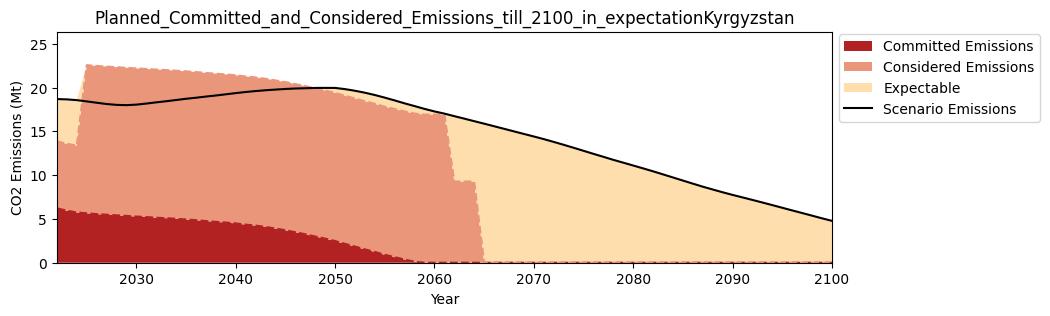 Planned_Committed_and_Considered_Emissions_till_2100_in_expectationKyrgyzstan
25
20
15
10
5
0
CO2 Emissions (Mt)
2030 2040 2050 2060 2070 2080 2090 2100
Year
Committed Emissions
Considered Emissions
Expectable
Scenario Emissions